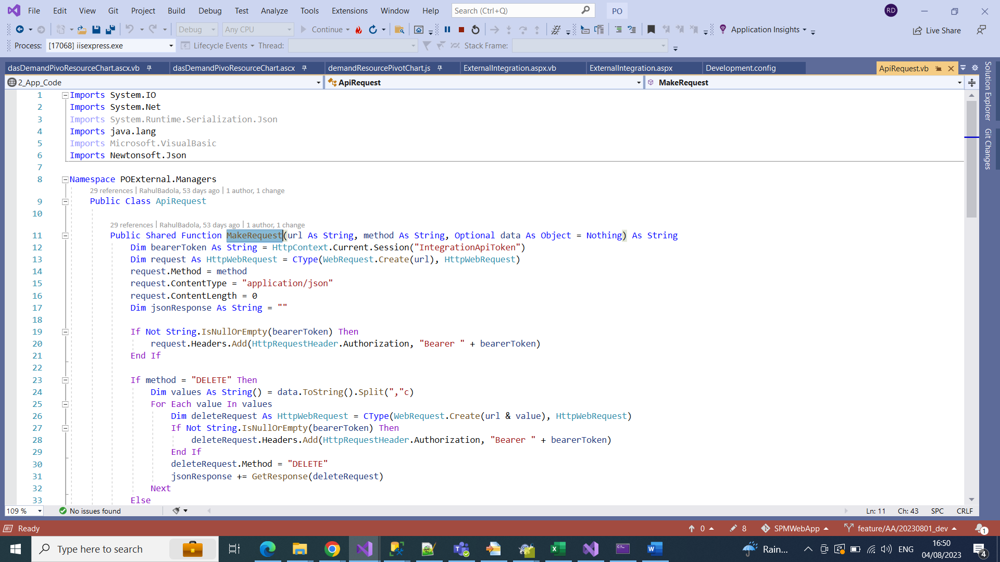 File Edit View Git Project Build Debug Test Analyze Tools Extensions Window Help Search (Ctrl+Q) PO RD
Debug Any CPU Continue Application Insights Live Share
Process: [17068] iisexpress.exe Lifecycle Events Thread: Stack Frame:
dasDemandPivoResourceChart.ascx.vb dasDemandPivoResourceChart.ascx demandResourcePivotChart.js ExternalIntegration.aspx.vb ExternalIntegration.aspx Development.config ApiRequest.vb
2_App_Code ApiRequest MakeRequest
Solution Explorer
Git Changes
1 Imports System.IO
2 Imports System.Net
3 Imports System.Runtime.Serialization.Json
4 Imports java.lang
5 Imports Microsoft.VisualBasic
6 Imports Newtonsoft.Json
7
8 Namespace POExternal.Managers
29 references | RahulBadola, 53 days ago | 1 author, 1 change
9 Public Class ApiRequest
10
29 references | RahulBadola, 53 days ago | 1 author, 1 change
11 Public Shared Function MakeRequest(url As String, method As String, Optional data As Object = Nothing) As String
12 Dim bearerToken As String = HttpContext.Current.Session("IntegrationApiToken")
13 Dim request As HttpWebRequest = CType(WebRequest.Create(url), HttpWebRequest)
14 request.Method = method
15 request.ContentType = "application/json"
16 request.ContentLength = 0
17 Dim jsonResponse As String = ""
18
19 If Not String.IsNullOrEmpty(bearerToken) Then
20 request.Headers.Add(HttpRequestHeader.Authorization, "Bearer " + bearerToken)
21 End If
22
23 If method = "DELETE" Then
24 Dim values As String() = data.ToString().Split(","c)
25 For Each value In values
26 Dim deleteRequest As HttpWebRequest = CType(WebRequest.Create(url & value), HttpWebRequest)
27 If Not String.IsNullOrEmpty(bearerToken) Then
28 deleteRequest.Headers.Add(HttpRequestHeader.Authorization, "Bearer " + bearerToken)
29 End If
30 deleteRequest.Method = "DELETE"
31 jsonResponse += GetResponse(deleteRequest)
32 Next
33 Else
109 % No issues found Ln: 11 Ch: 43 SPC CRLF
Ready 0 8 SPMWebApp feature/AA/20230801_dev 1
Type here to search Rain... ENG 16:50
04/08/2023 4